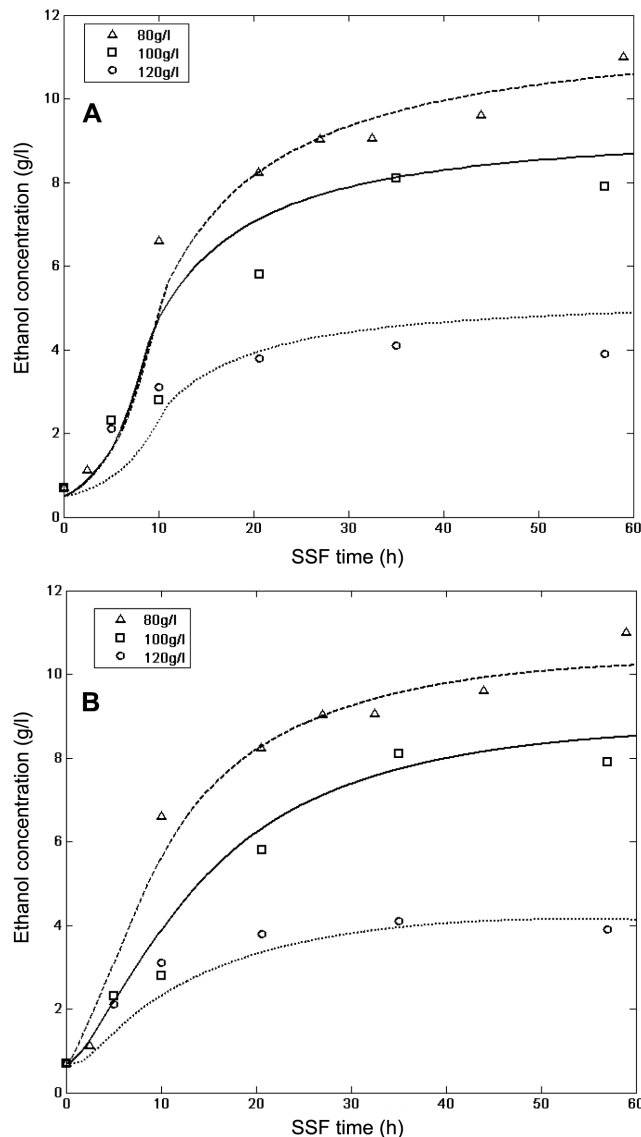 12
80g/l
100g/l
120g/l
10
A
8
6
4
2
0
Ethanol concentration (g/l)
0 10 20 30 40 50 60
SSF time (h)
12
80g/l
100g/l
120g/l
10
B
8
6
4
2
0
Ethanol concentration (g/l)
0 10 20 30 40 50 60
SSF time (h)